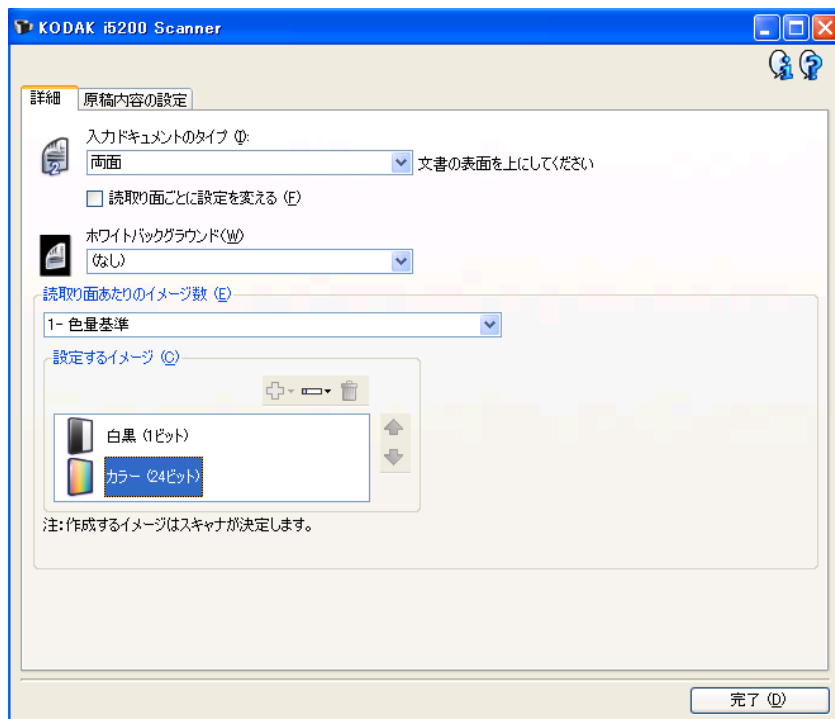 KODAK i5200 Scanner
詳細 原稿内容の設定
入力ドキュメントのタイプ (I):
両面 文書の表面を上にしてください
読取り面ごとに設定を変える (F)
ホワイトバックグラウンド(W)
(なし)
読取り面あたりのイメージ数 (E)
1- 色量基準
設定するイメージ (C)
白黒 (1ビット)
カラー (24ビット)
注:作成するイメージはスキャナが決定します。
完了 (D)